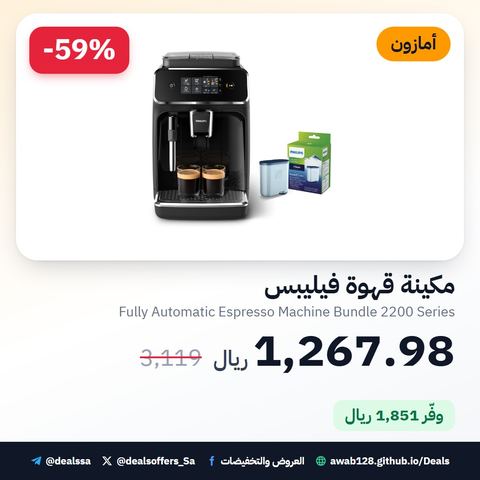 -59%
أمازون
PHILIPS
PHILIPS
مكينة قهوة فيليبس
Fully Automatic Espresso Machine Bundle 2200 Series
1,267.98 ريال 3,119
وفّر 1,851 ريال
@dealssa @dealsoffers_Sa العروض والتخفيضات awab128.github.io/Deals